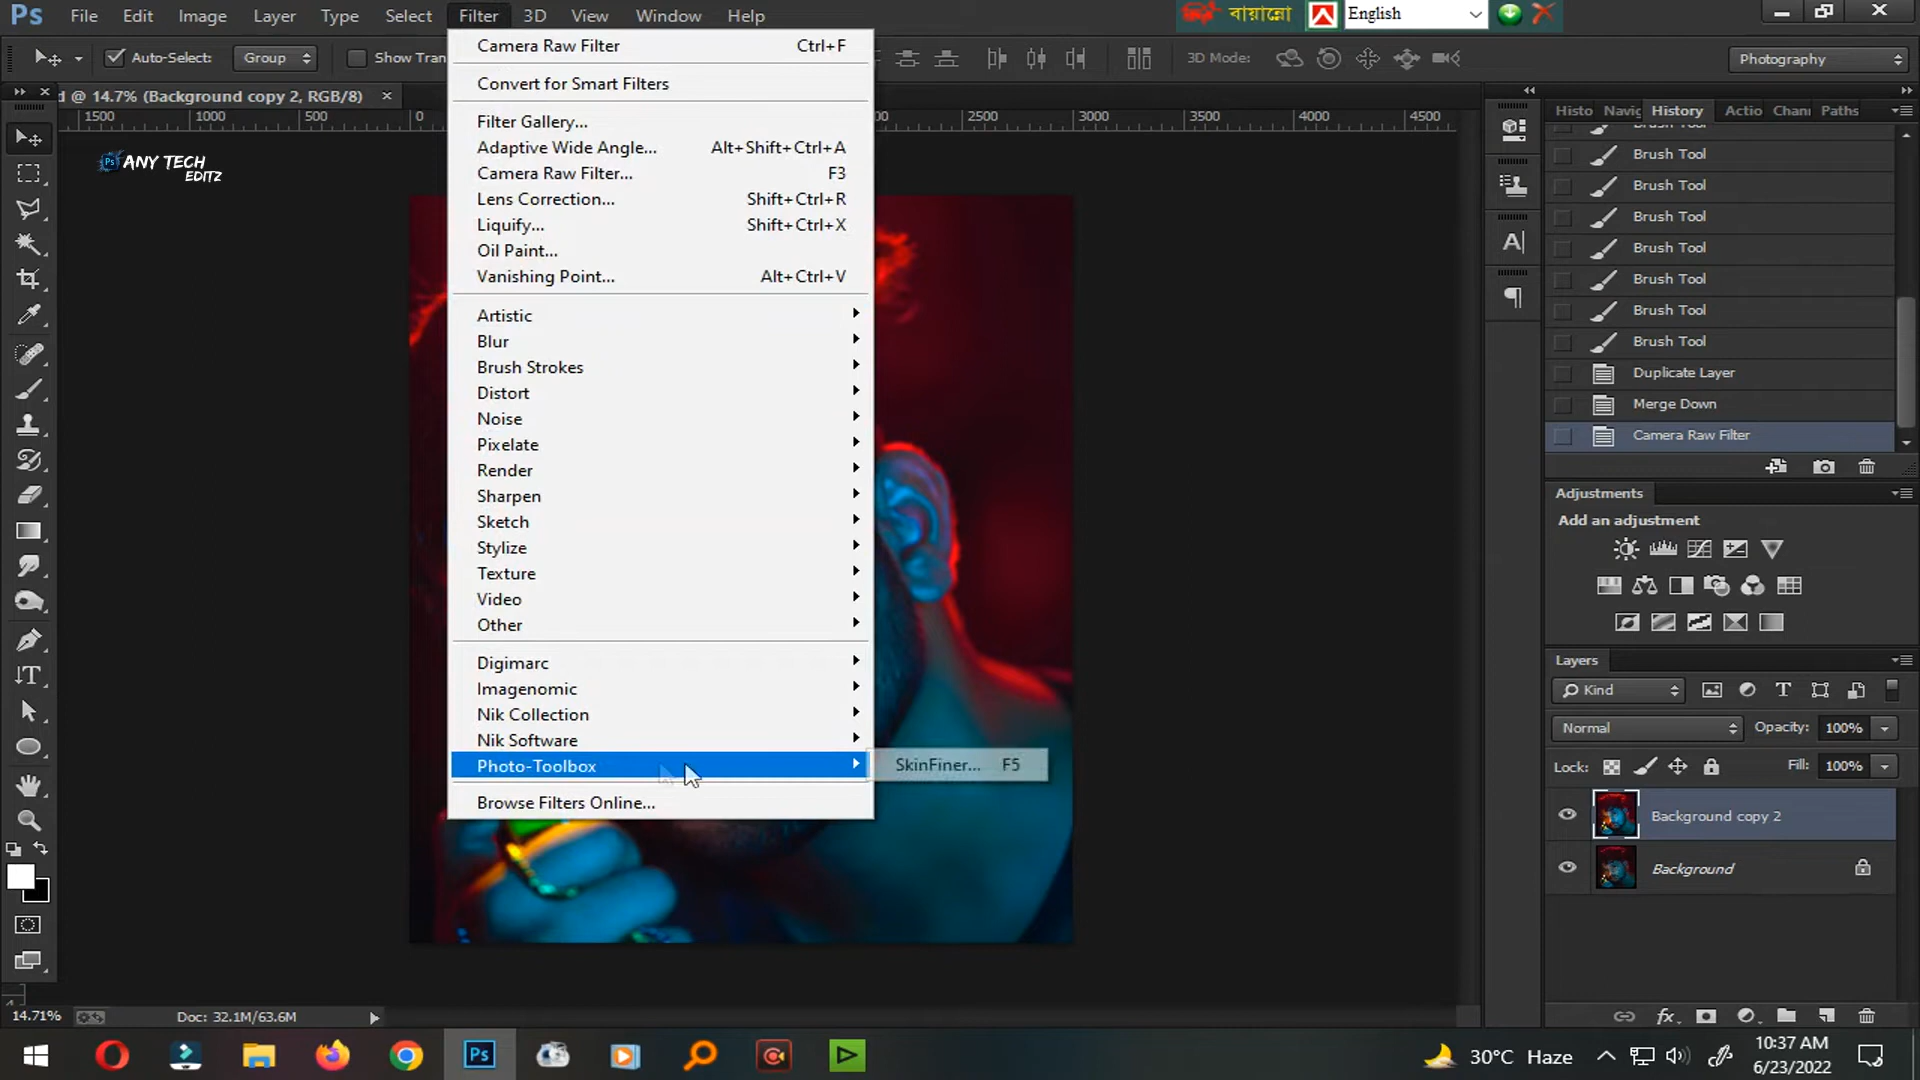 Ps File Edit Image Layer Type Select Filter 3D View Window Help
বায়ান্নো English
Auto-Select: Group Show Tran
3D Mode:
Photography
d @ 14.7% (Background copy 2, RGB/8) ×
1500 1000 500 0 00 2500 3000 3500 4000 4500
Ps ANY TECH
EDITZ
Camera Raw Filter Ctrl+F
Convert for Smart Filters
Filter Gallery...
Adaptive Wide Angle... Alt+Shift+Ctrl+A
Camera Raw Filter... F3
Lens Correction... Shift+Ctrl+R
Liquify... Shift+Ctrl+X
Oil Paint...
Vanishing Point... Alt+Ctrl+V
Artistic
Blur
Brush Strokes
Distort
Noise
Pixelate
Render
Sharpen
Sketch
Stylize
Texture
Video
Other
Digimarc
Imagenomic
Nik Collection
Nik Software
Photo-Toolbox
SkinFiner... F5
Browse Filters Online...
Histo Navig History Actio Chani Paths
Brush Tool
Brush Tool
Brush Tool
Brush Tool
Brush Tool
Brush Tool
Brush Tool
Brush Tool
Duplicate Layer
Merge Down
Camera Raw Filter
Adjustments
Add an adjustment
Layers
Kind
Normal Opacity: 100%
Lock: Fill: 100%
Background copy 2
Background
14.71% Doc: 32.1M/63.6M
Ps
30°C Haze
10:37 AM
6/23/2022